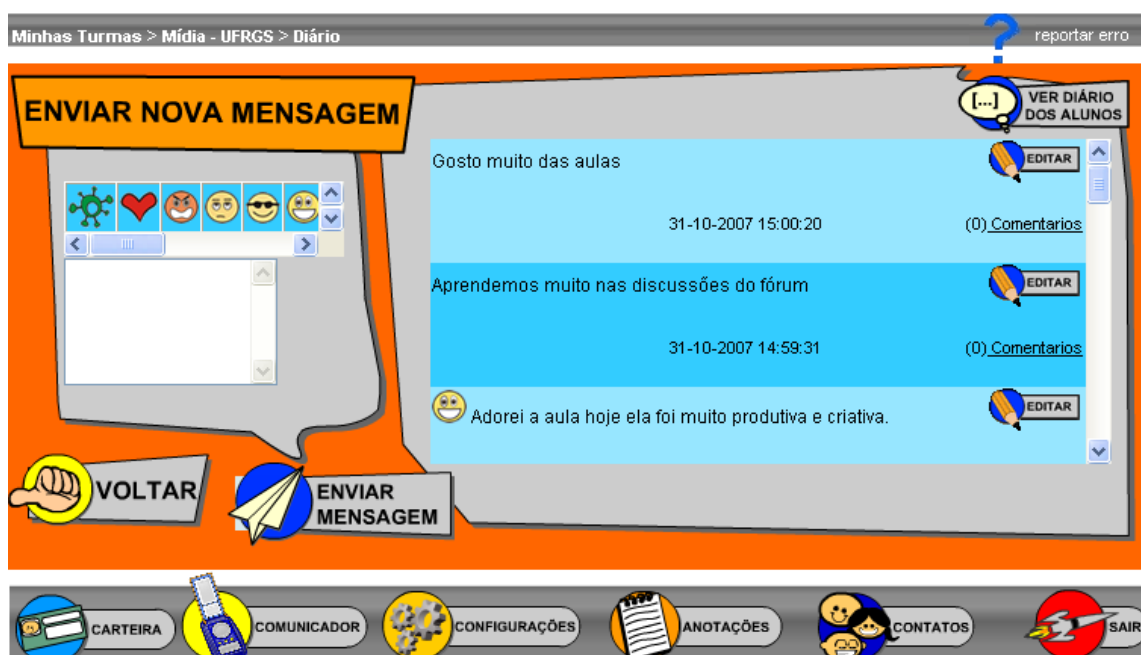 Minhas Turmas > Mídia - UFRGS > Diário
?
reportar erro
ENVIAR NOVA MENSAGEM
[...]
VER DIÁRIO
DOS ALUNOS
Gosto muito das aulas
EDITAR
31-10-2007 15:00:20
(0) Comentarios
Aprendemos muito nas discussões do fórum
EDITAR
31-10-2007 14:59:31
(0) Comentarios
Adorei a aula hoje ela foi muito produtiva e criativa.
EDITAR
VOLTAR
ENVIAR
MENSAGEM
CARTEIRA
COMUNICADOR
CONFIGURAÇÕES
ANOTAÇÕES
CONTATOS
SAIR